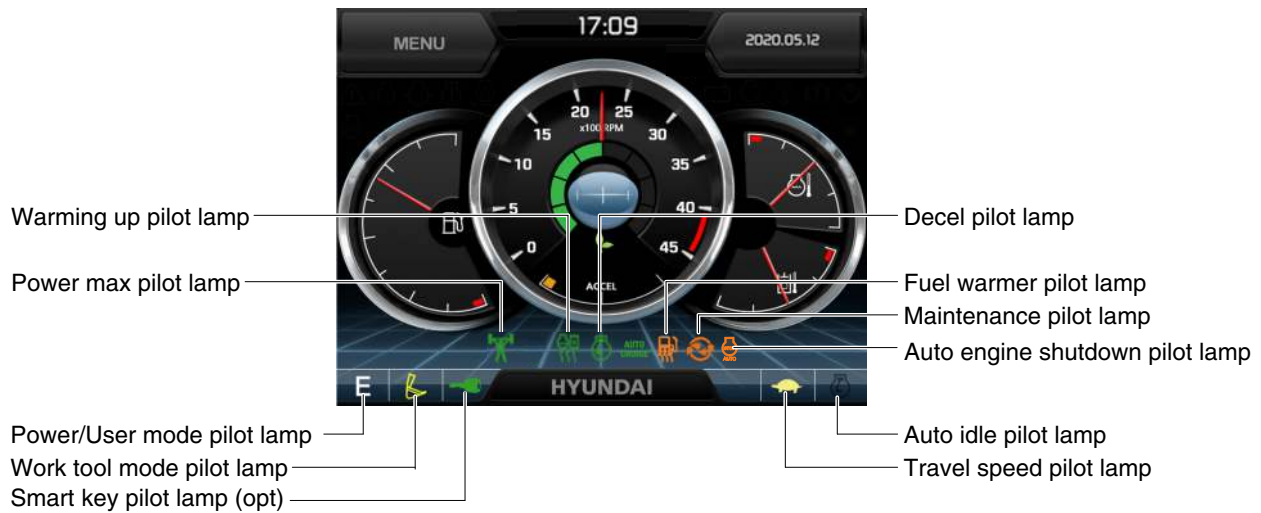 MENU
17:09
2020.05.12
20
25
x100 RPM
15
30
10
35
5
40
0
45
ACCEL
Warming up pilot lamp
Decel pilot lamp
Power max pilot lamp
Fuel warmer pilot lamp
Maintenance pilot lamp
AUTO
CRUISE
AUTO
Auto engine shutdown pilot lamp
E
HYUNDAI
Power/User mode pilot lamp
Auto idle pilot lamp
Work tool mode pilot lamp
Travel speed pilot lamp
Smart key pilot lamp (opt)